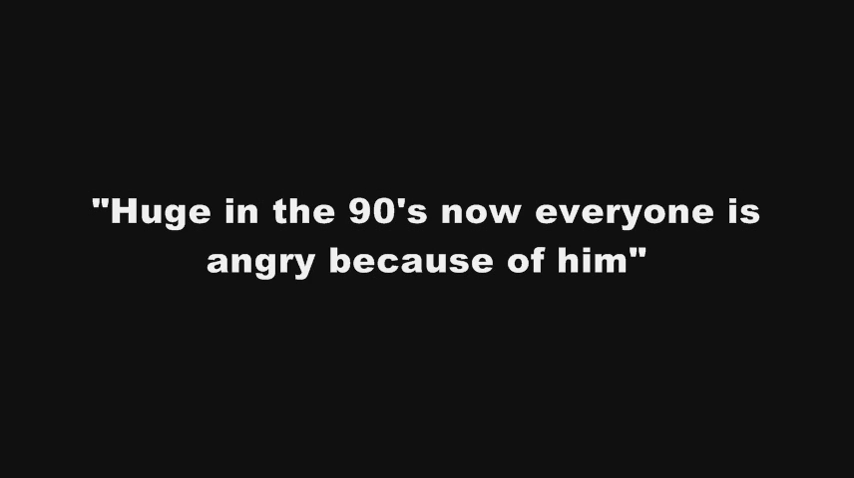 "Huge in the 90's now everyone is
angry because of him"